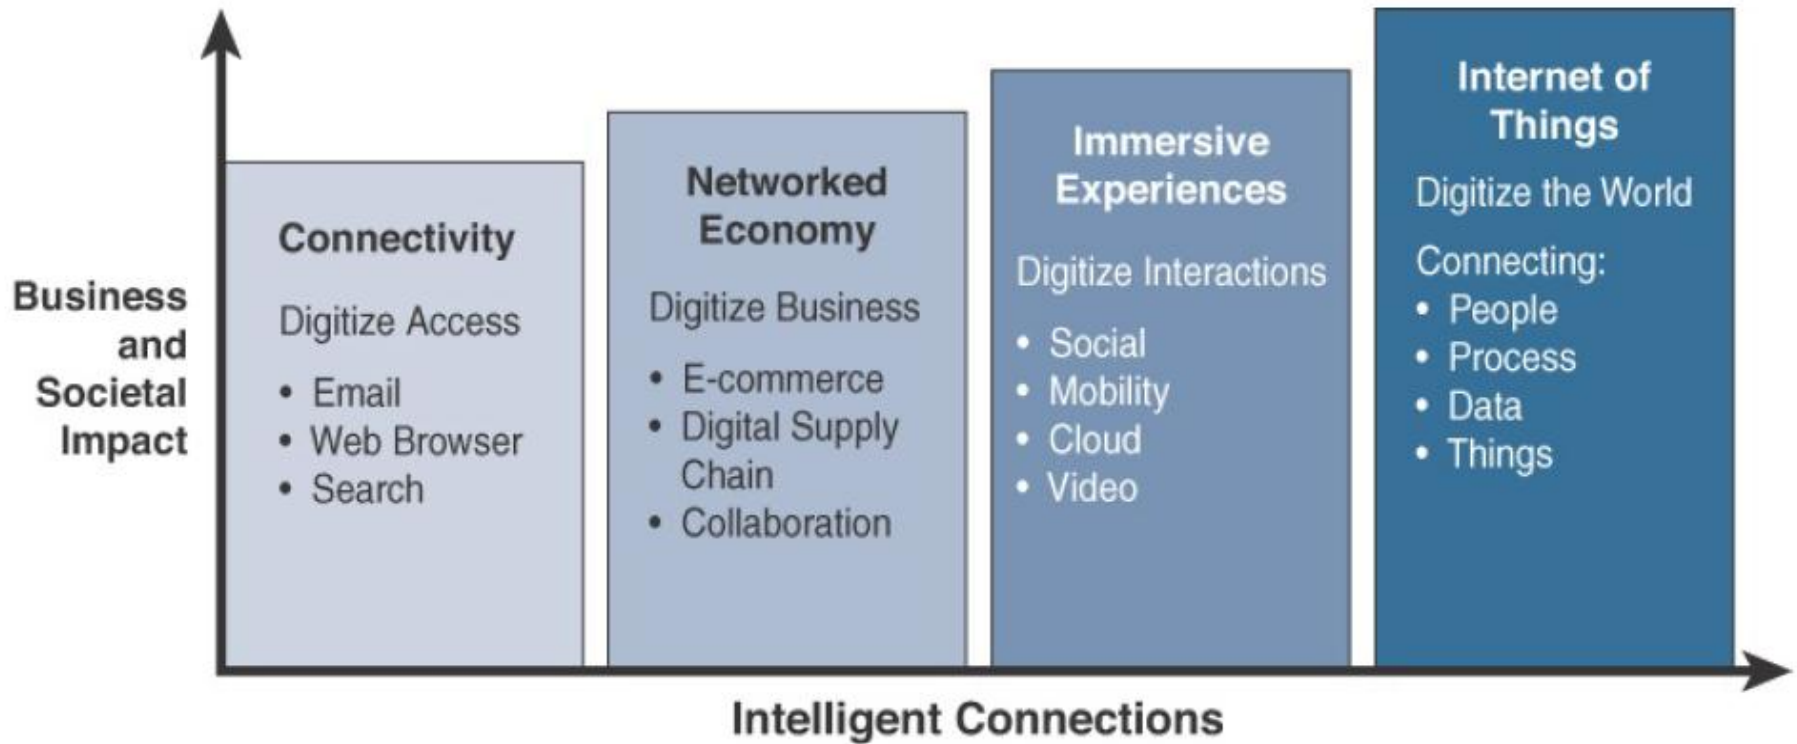 Business
and
Societal
Impact
Connectivity
Digitize Access
• Email
• Web Browser
• Search
Networked
Economy
Digitize Business
• E-commerce
• Digital Supply
Chain
• Collaboration
Immersive
Experiences
Digitize Interactions
• Social
• Mobility
• Cloud
• Video
Internet of
Things
Digitize the World
Connecting:
• People
• Process
• Data
• Things
Intelligent Connections